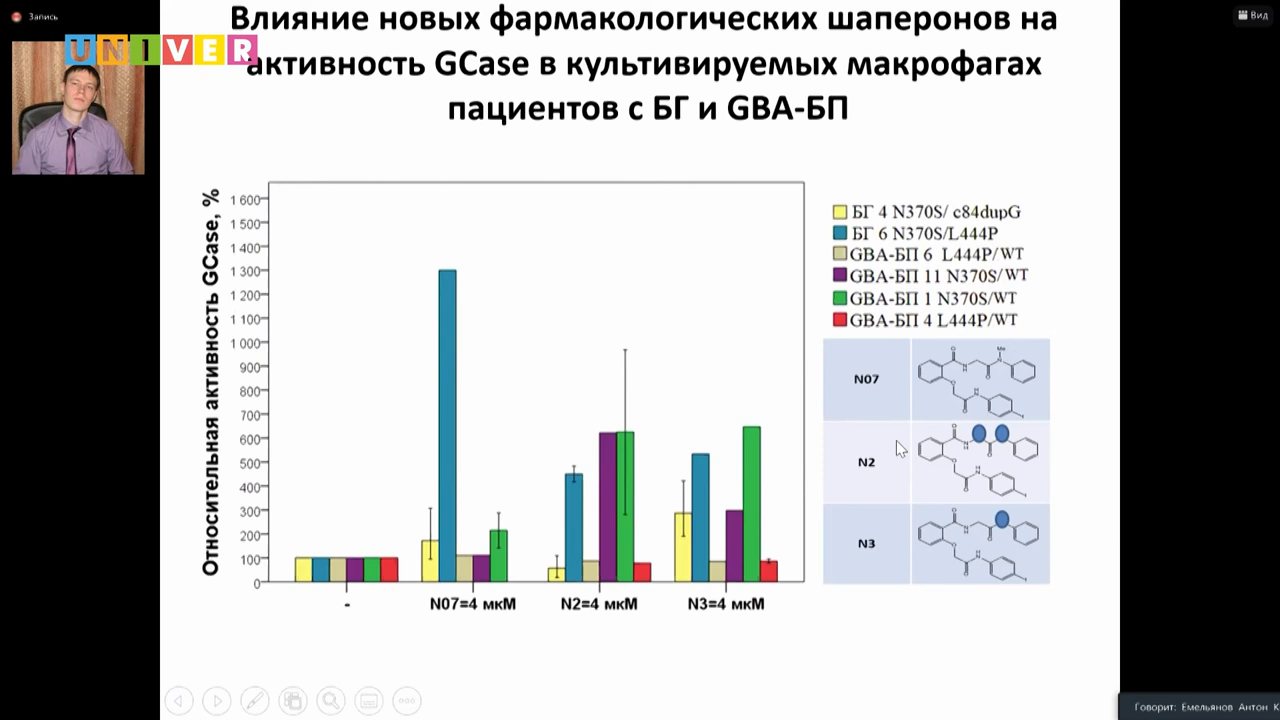 Запись
Вид
UNIVER
Влияние новых фармакологических шаперонов на
активность GCase в культивируемых макрофагах
пациентов с БГ и GBA-БП
Относительная активность GCase, %
1 600
1 500
1 400
1 300
1 200
1 100
1 000
900
800
700
600
500
400
300
200
100
0
-
N07=4 мкМ
N2=4 мкМ
N3=4 мкМ
БГ 4 N370S/ c84dupG
БГ 6 N370S/L444P
GBA-БП 6 L444P/WT
GBA-БП 11 N370S/WT
GBA-БП 1 N370S/WT
GBA-БП 4 L444P/WT
N07
N2
N3
Говорит: Емельянов Антон К